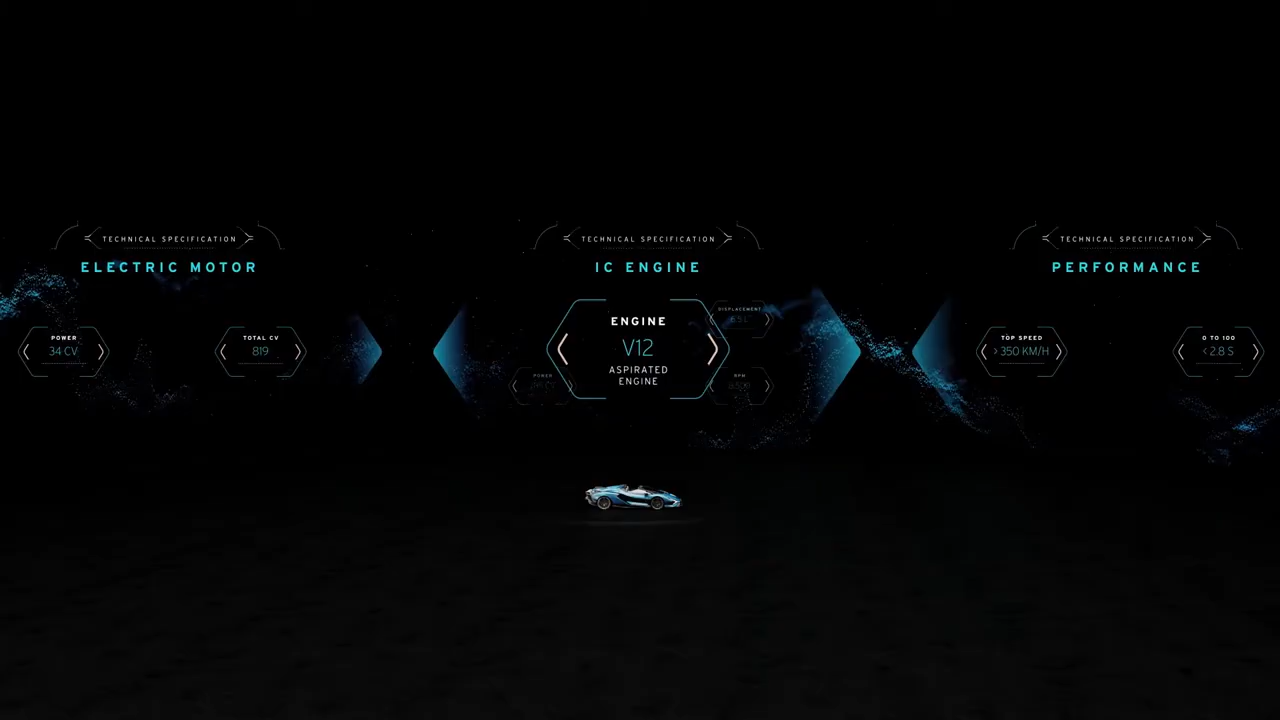 TECHNICAL SPECIFICATION
ELECTRIC MOTOR
POWER
34 CV
TOTAL CV
819
TECHNICAL SPECIFICATION
IC ENGINE
ENGINE
V12
ASPIRATED
ENGINE
DISPLACEMENT
POWER
RPM
TECHNICAL SPECIFICATION
PERFORMANCE
TOP SPEED
> 350 KM/H
0 TO 100
< 2.8 S